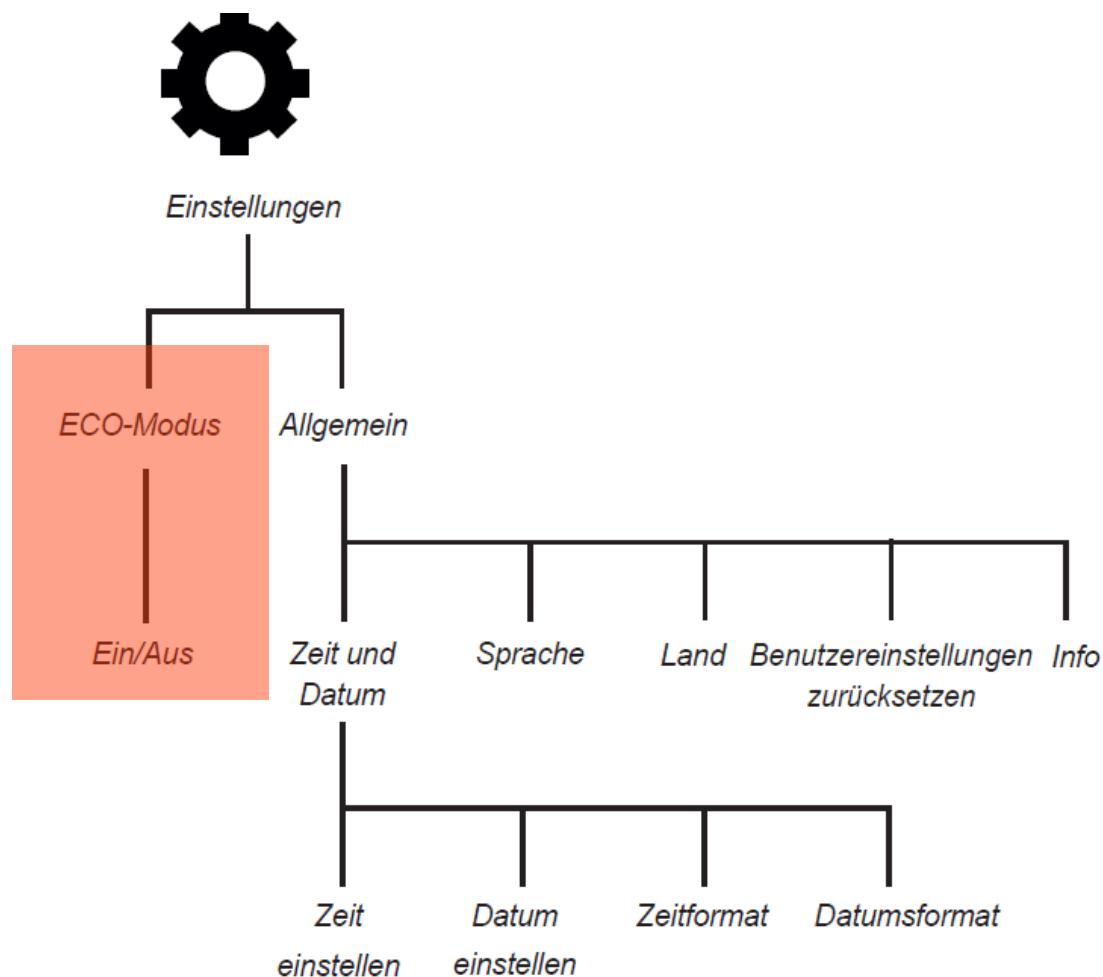 Einstellungen
ECO-Modus
Allgemein
Ein/Aus
Zeit und
Datum
Sprache
Land
Benutzereinstellungen
zurücksetzen
Info
Zeit
einstellen
Datum
einstellen
Zeitformat
Datumsformat